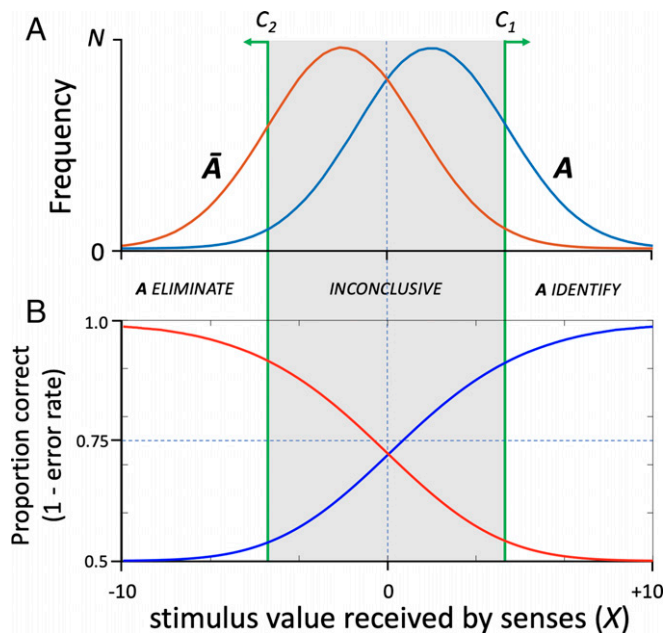 A
N
C2
C1
Frequency
Ā
A
0
A ELIMINATE
INCONCLUSIVE
A IDENTIFY
B
1.0
0.75
0.5
Proportion correct
(1 - error rate)
-10
0
+10
stimulus value received by senses (X)